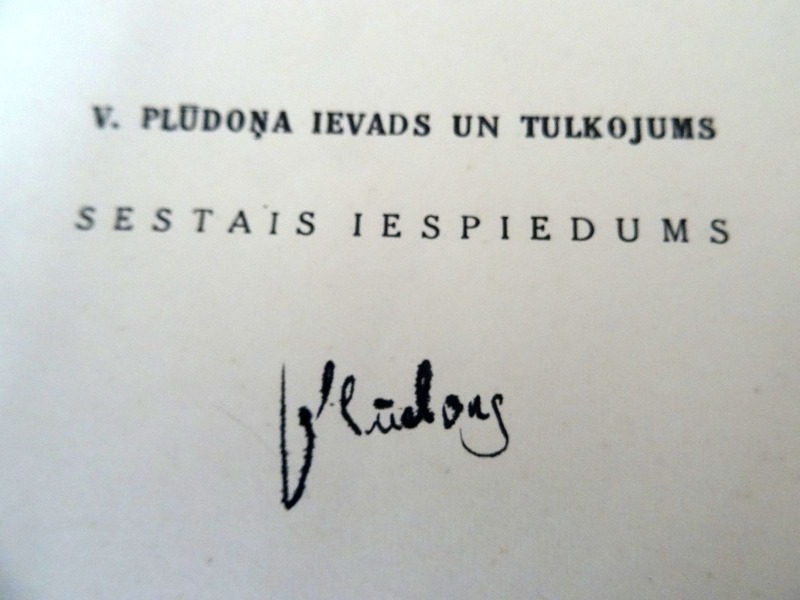 V. PLŪDOŅA IEVADS UN TULKOJUMS
SESTAIS IESPIEDUMS
VPlūdons